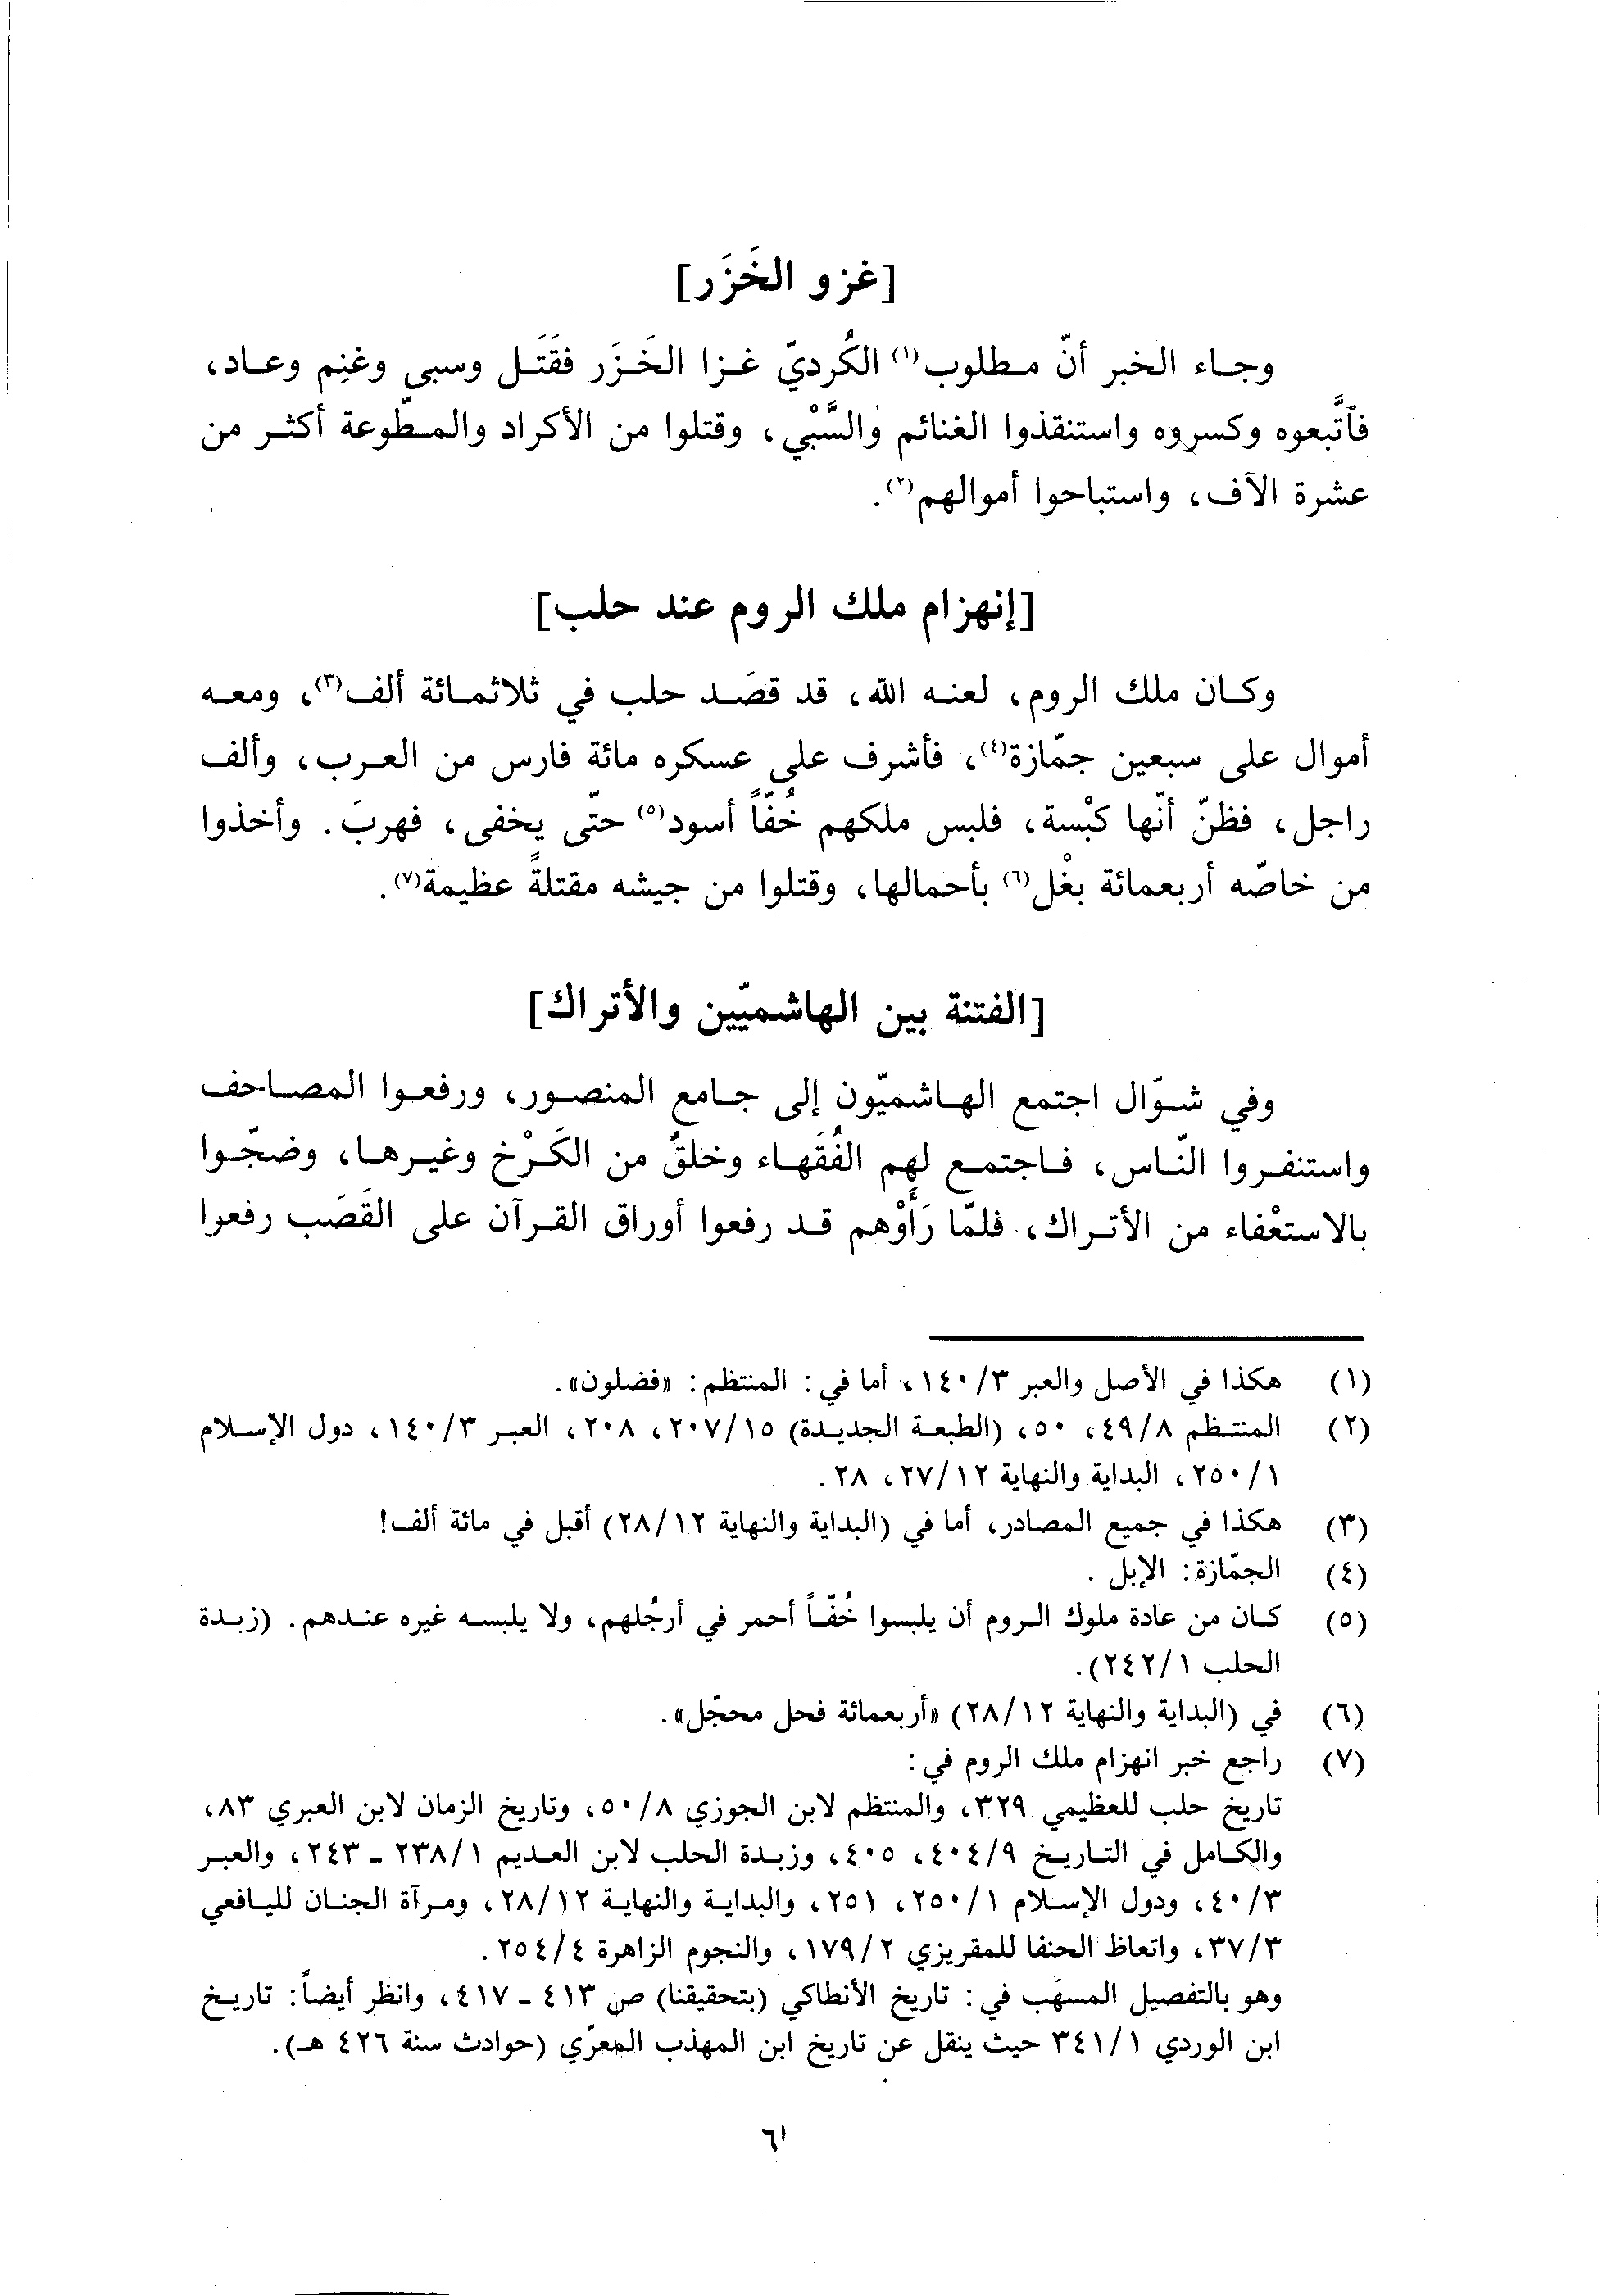 [غزو الخَزَر]
وجاء الخبر أنّ مطلوب(١) الكُرديّ غزا الخَزَر فقَتَل وسبى وغنِم وعاد،
فٱتَّبعوه وكسروه واستنقذوا الغنائم والسَّبْي، وقتلوا من الأكراد والمطّوعة أكثر من
عشرة الآف، واستباحوا أموالهم(٢).
[إنهزام ملك الروم عند حلب]
وكان ملك الروم، لعنه الله، قد قصَد حلب في ثلاثمائة ألف(٣)، ومعه
أموال على سبعين جمّازة(٤)، فأشرف على عسكره مائة فارس من العرب، وألف
راجل، فظنّ أنّها كبْسة، فلبس ملكهم خُفّاً أسود(٥) حتّى يخفى، فهربَ. وأخذوا
من خاصّه أربعمائة بغْل(٦) بأحمالها، وقتلوا من جيشه مقتلةً عظيمة(٧).
[الفتنة بين الهاشميّين والأتراك]
وفي شوّال اجتمع الهاشميّون إلى جامع المنصور، ورفعوا المصاحف
واستنفروا النّاس، فاجتمع لهم الفُقَهاء وخلقٌ من الكَرْخ وغيرها، وضجّوا
بالاستعْفاء من الأتراك، فلمّا رَأَوْهم قد رفعوا أوراق القرآن على القَصَب رفعوا
(١) هكذا في الأصل والعبر ١٤٠/٣، أما في: المنتظم: «فضلون».
(٢) المنتظم ٤٩/٨، ٥٠، (الطبعة الجديدة) ٢٠٧/١٥، ٢٠٨، العبر ١٤٠/٣، دول الإسلام
٢٥٠/١، البداية والنهاية ٢٧/١٢، ٢٨.
(٣) هكذا في جميع المصادر، أما في (البداية والنهاية ٢٨/١٢) أقبل في مائة ألف!
(٤) الجمّازة: الإبل.
(٥) كان من عادة ملوك الروم أن يلبسوا خُفّاً أحمر في أرجُلهم، ولا يلبسه غيره عندهم. (زبدة
الحلب ٢٤٢/١).
(٦) في (البداية والنهاية ٢٨/١٢) «أربعمائة فحل محجّل».
(٧) راجع خبر انهزام ملك الروم في:
تاريخ حلب للعظيمي ٣٢٩، والمنتظم لابن الجوزي ٥٠/٨، وتاريخ الزمان لابن العبري ٨٣،
والكامل في التاريخ ٤٠٤/٩، ٤٠٥، وزبدة الحلب لابن العديم ٢٣٨/١ - ٢٤٣، والعبر
٤٠/٣، ودول الإسلام ٢٥٠/١، ٢٥١، والبداية والنهاية ٢٨/١٢، ومرآة الجنان لليافعي
٣٧/٣، واتعاظ الحنفا للمقريزي ١٧٩/٢، والنجوم الزاهرة ٢٥٤/٤.
وهو بالتفصيل المسهَب في: تاريخ الأنطاكي (بتحقيقنا) ص ٤١٣ - ٤١٧، وانظر أيضاً: تاريخ
ابن الوردي ٣٤١/١ حيث ينقل عن تاريخ ابن المهذب المعرّي (حوادث سنة ٤٢٦ هـ).